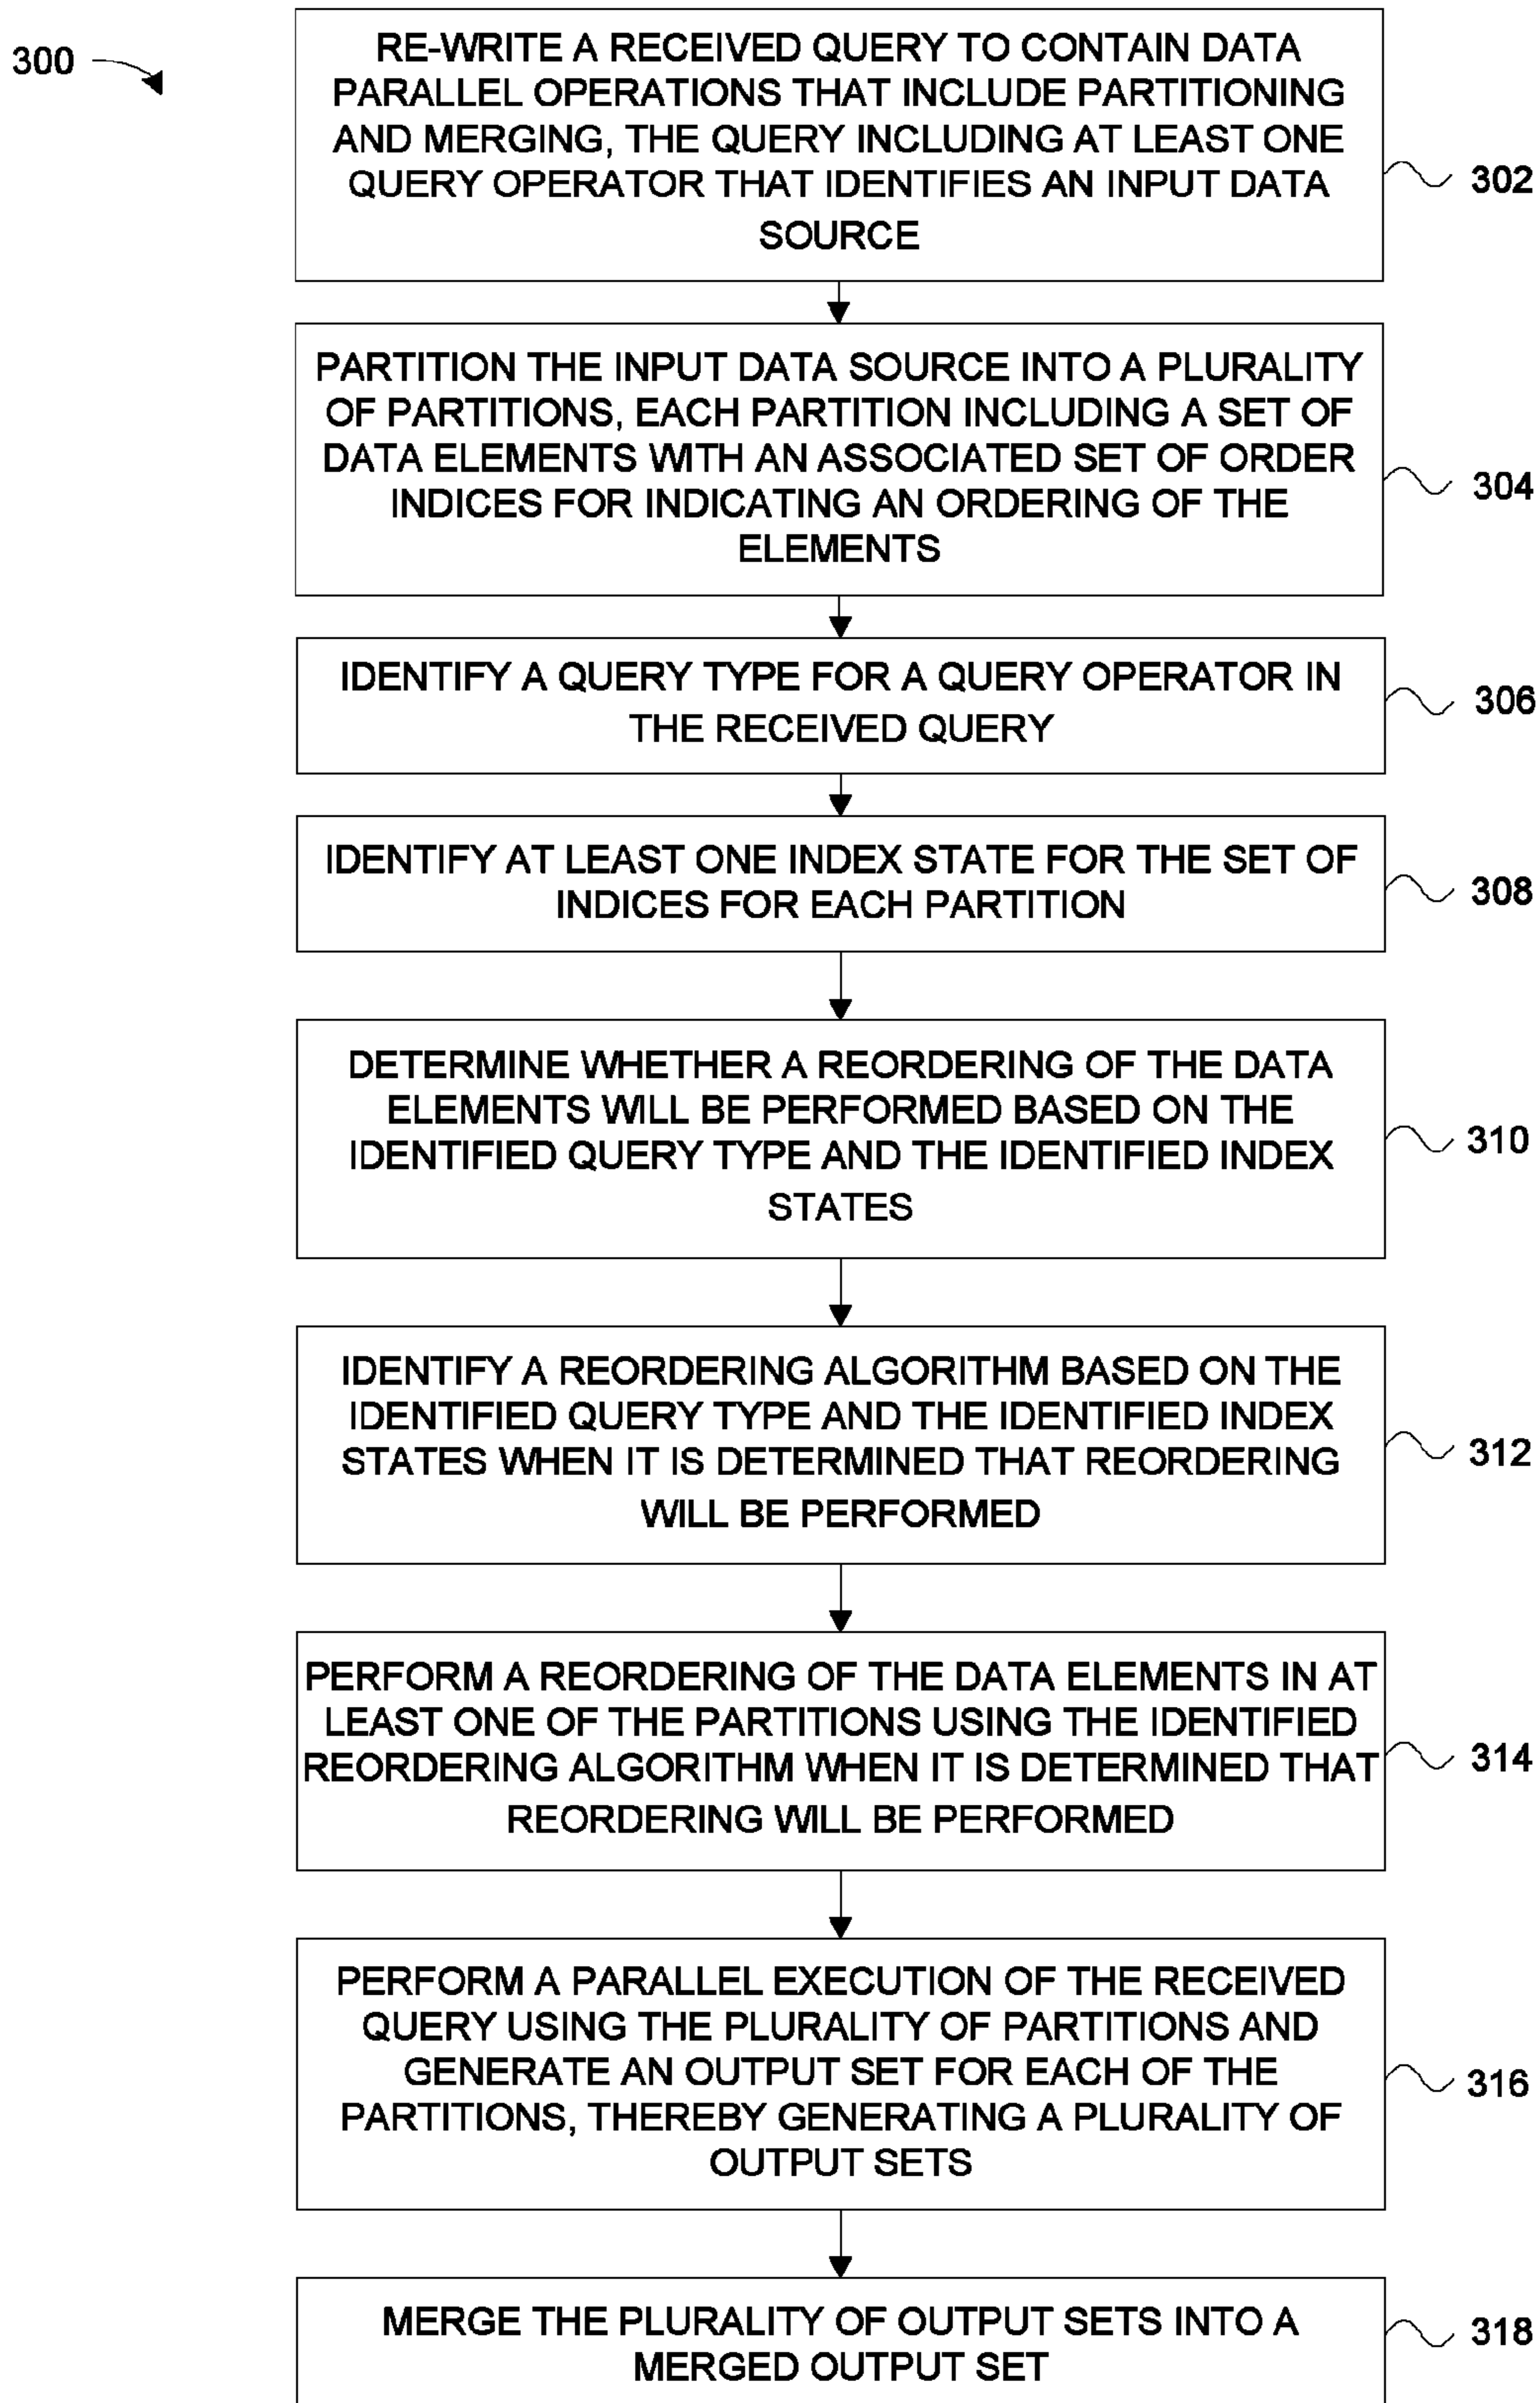 300
RE-WRITE A RECEIVED QUERY TO CONTAIN DATA
PARALLEL OPERATIONS THAT INCLUDE PARTITIONING
AND MERGING, THE QUERY INCLUDING AT LEAST ONE
QUERY OPERATOR THAT IDENTIFIES AN INPUT DATA
SOURCE
302
PARTITION THE INPUT DATA SOURCE INTO A PLURALITY
OF PARTITIONS, EACH PARTITION INCLUDING A SET OF
DATA ELEMENTS WITH AN ASSOCIATED SET OF ORDER
INDICES FOR INDICATING AN ORDERING OF THE
ELEMENTS
304
IDENTIFY A QUERY TYPE FOR A QUERY OPERATOR IN
THE RECEIVED QUERY
306
IDENTIFY AT LEAST ONE INDEX STATE FOR THE SET OF
INDICES FOR EACH PARTITION
308
DETERMINE WHETHER A REORDERING OF THE DATA
ELEMENTS WILL BE PERFORMED BASED ON THE
IDENTIFIED QUERY TYPE AND THE IDENTIFIED INDEX
STATES
310
IDENTIFY A REORDERING ALGORITHM BASED ON THE
IDENTIFIED QUERY TYPE AND THE IDENTIFIED INDEX
STATES WHEN IT IS DETERMINED THAT REORDERING
WILL BE PERFORMED
312
PERFORM A REORDERING OF THE DATA ELEMENTS IN AT
LEAST ONE OF THE PARTITIONS USING THE IDENTIFIED
REORDERING ALGORITHM WHEN IT IS DETERMINED THAT
REORDERING WILL BE PERFORMED
314
PERFORM A PARALLEL EXECUTION OF THE RECEIVED
QUERY USING THE PLURALITY OF PARTITIONS AND
GENERATE AN OUTPUT SET FOR EACH OF THE
PARTITIONS, THEREBY GENERATING A PLURALITY OF
OUTPUT SETS
316
MERGE THE PLURALITY OF OUTPUT SETS INTO A
MERGED OUTPUT SET
318